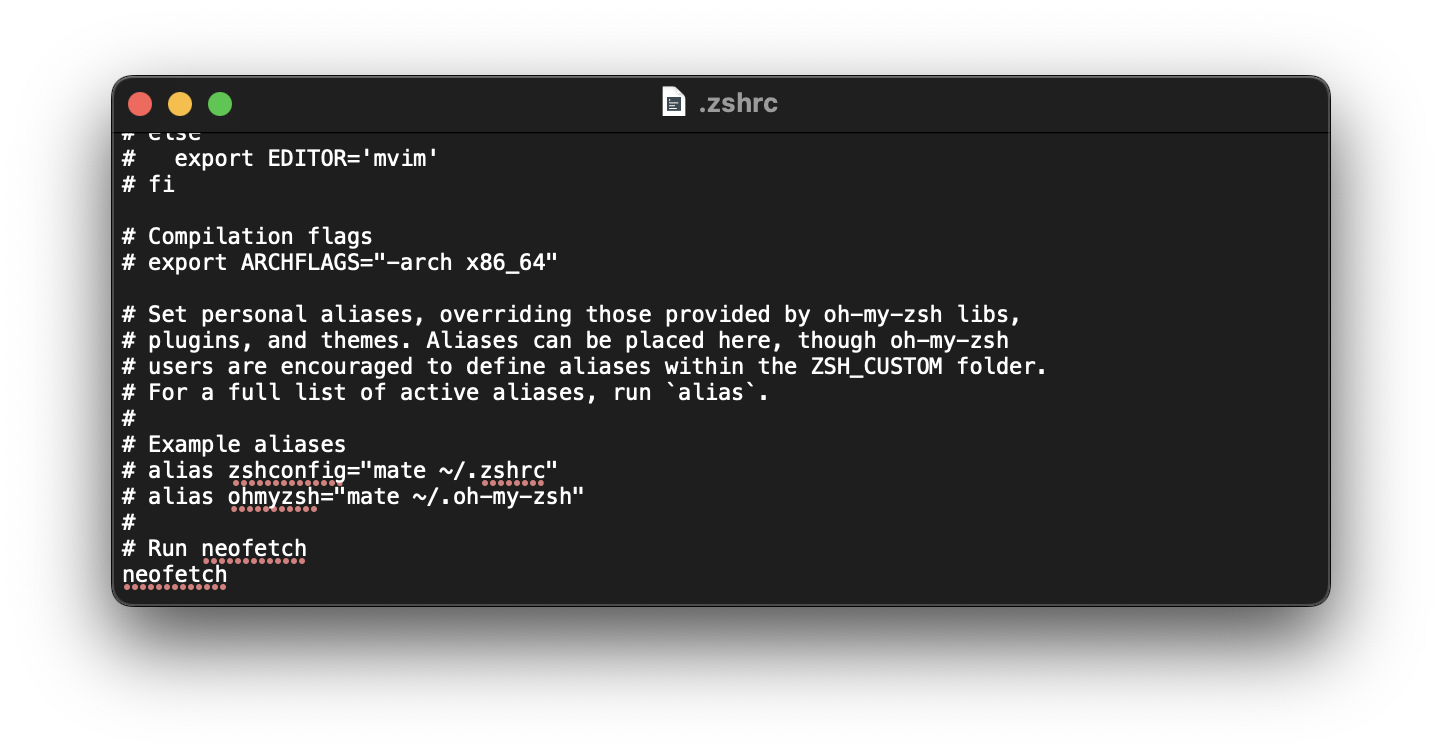 .zshrc
# else
#   export EDITOR='mvim'
# fi

# Compilation flags
# export ARCHFLAGS="-arch x86_64"

# Set personal aliases, overriding those provided by oh-my-zsh libs,
# plugins, and themes. Aliases can be placed here, though oh-my-zsh
# users are encouraged to define aliases within the ZSH_CUSTOM folder.
# For a full list of active aliases, run `alias`.
#
# Example aliases
# alias zshconfig="mate ~/.zshrc"
# alias ohmyzsh="mate ~/.oh-my-zsh"
#
# Run neofetch
neofetch